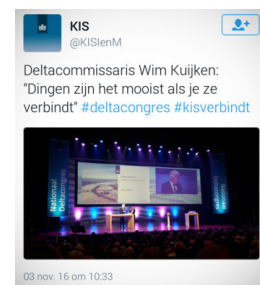 KIS
@KISIenM
Deltacommissaris Wim Kuijken:
"Dingen zijn het mooist als je ze
verbindt" #deltacongres #kisverbindt
Nationaal
Deltacongres
03 nov. 16 om 10:33